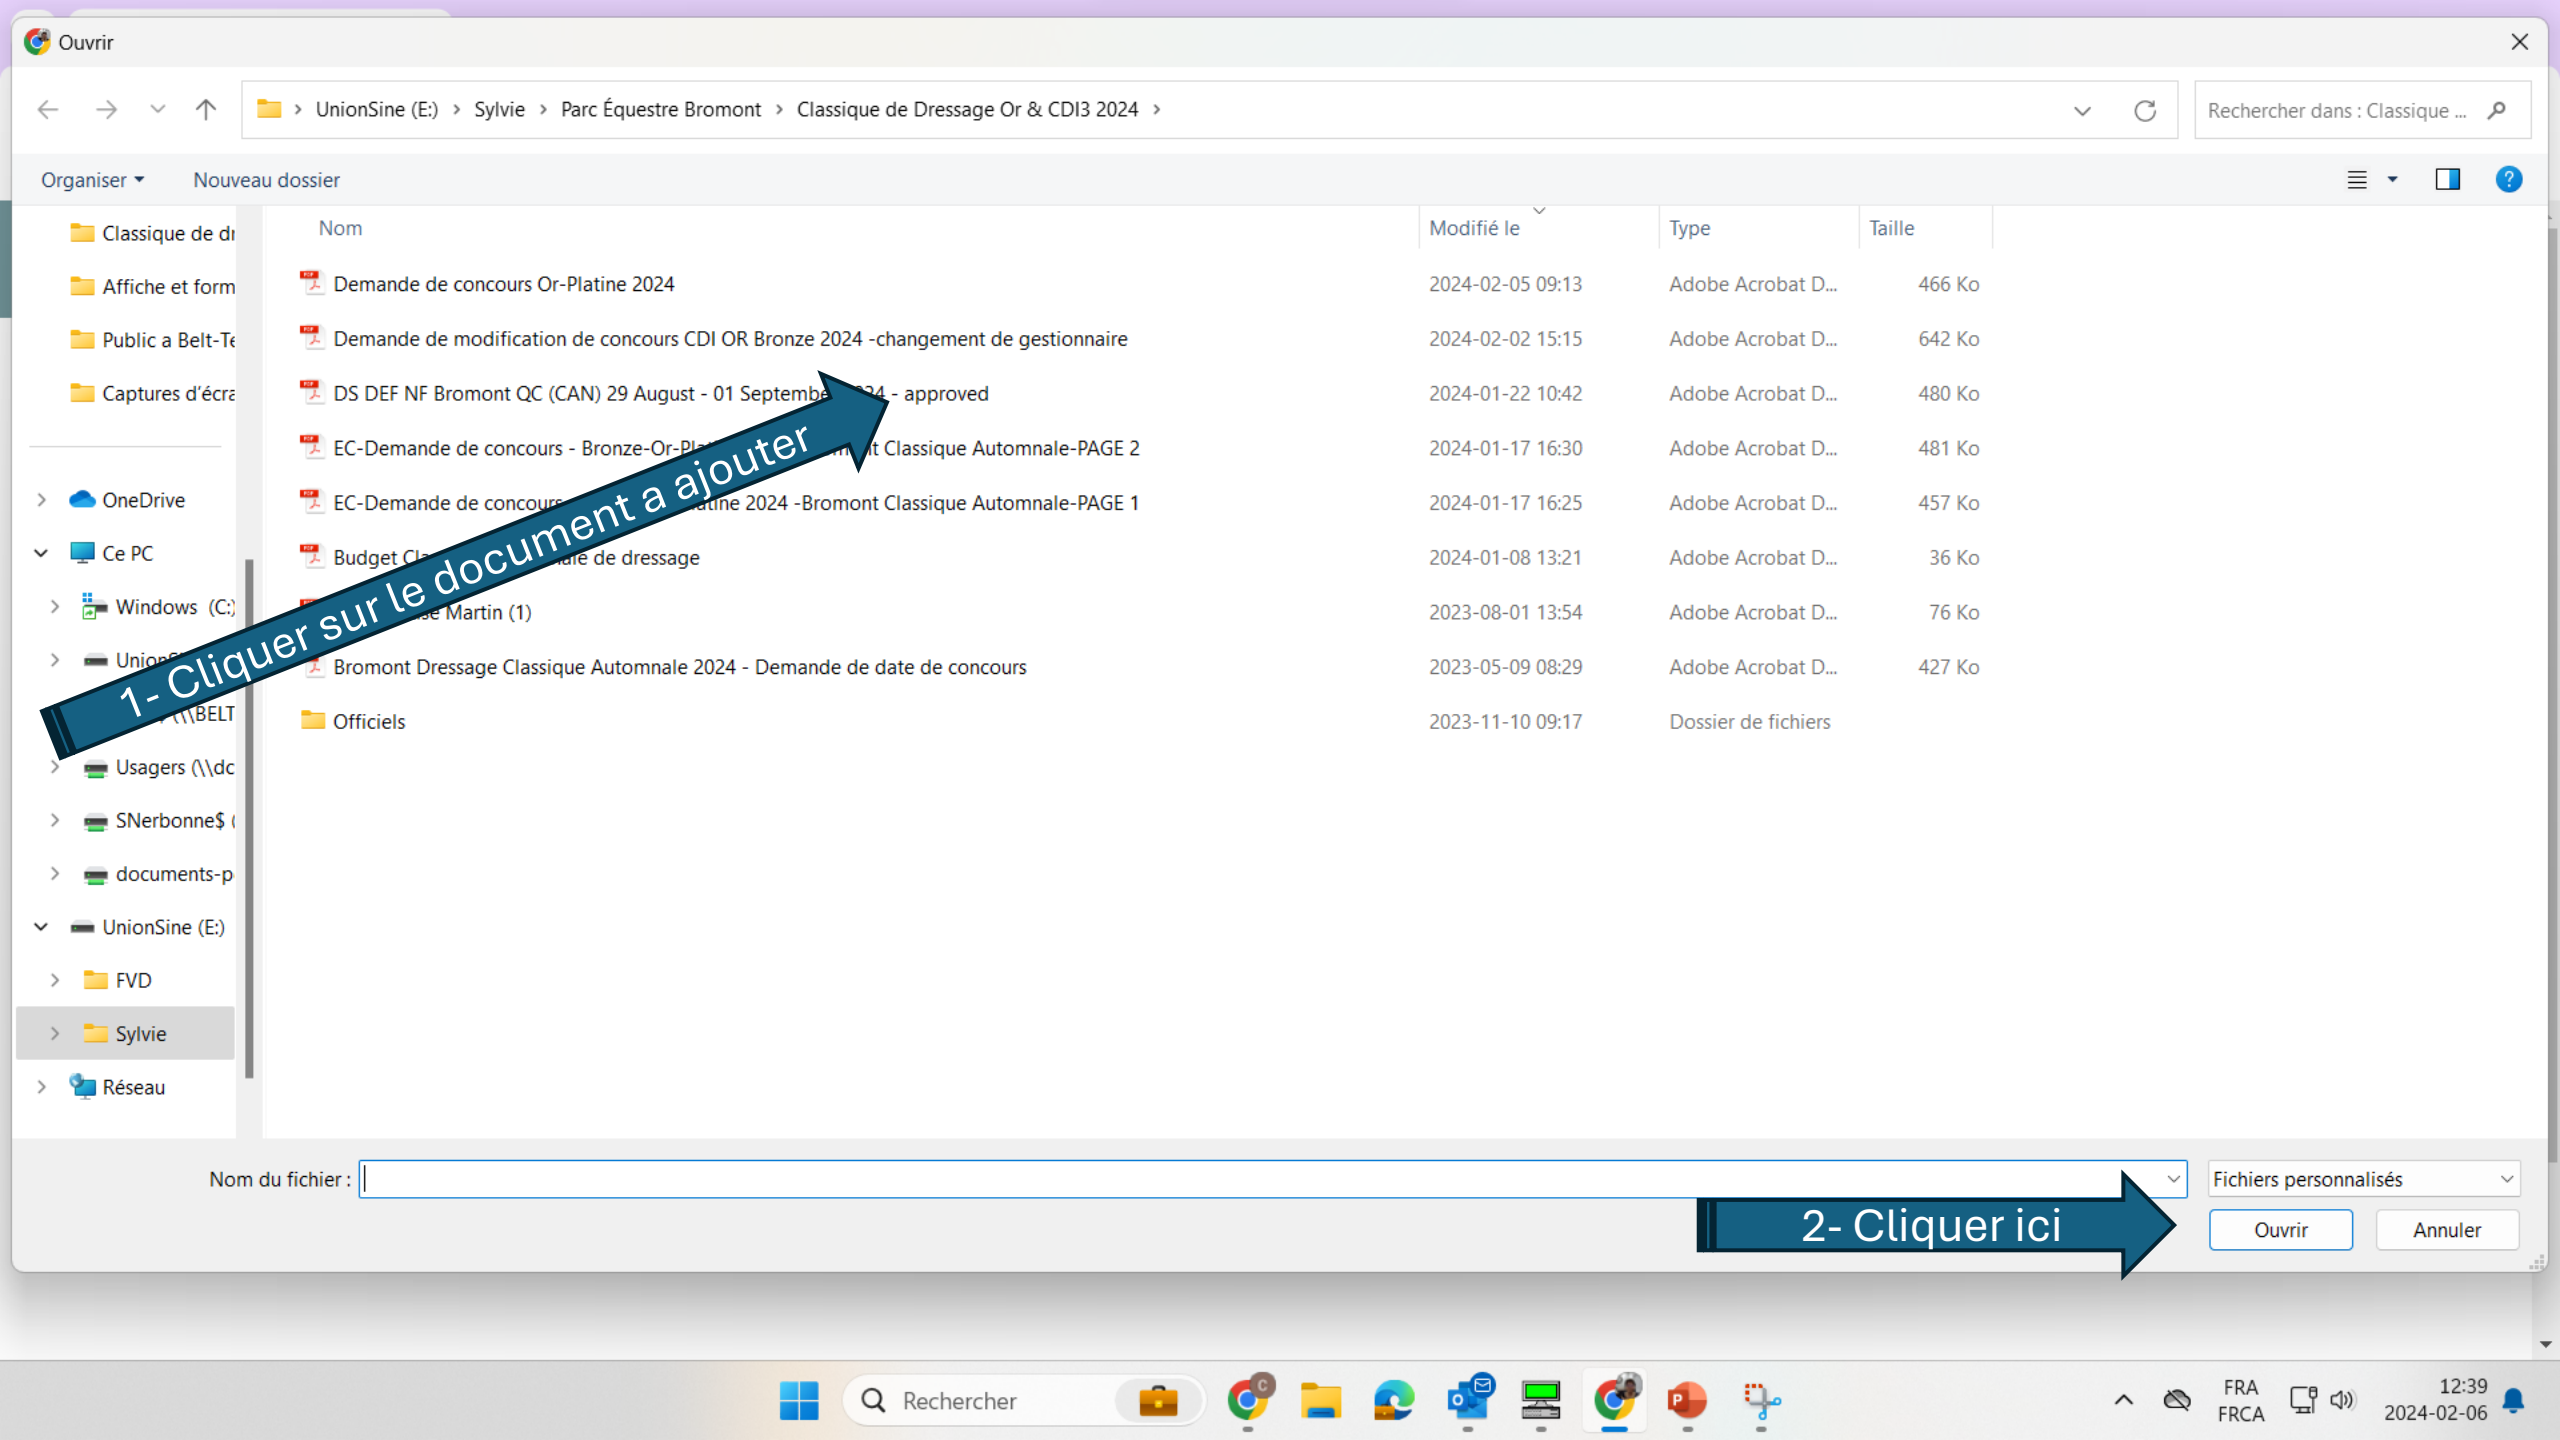 Ouvrir
UnionSine (E:) > Sylvie > Parc Équestre Bromont > Classique de Dressage Or & CDI3 2024 >
Rechercher dans : Classique ...
Organiser
Nouveau dossier
Nom
Modifié le
Type
Taille
Classique de
Affiche et form
Public a Belt-Te
Captures d'écra
OneDrive
Ce PC
Windows (C:)
(\\BELT
Usagers (\\dc
SNerbonne$ (
documents-p
UnionSine (E:)
FVD
Sylvie
Réseau
Demande de concours Or-Platine 2024 2024-02-05 09:13 Adobe Acrobat D... 466 Ko
Demande de modification de concours CDI OR Bronze 2024 -changement de gestionnaire 2024-02-02 15:15 Adobe Acrobat D... 642 Ko
DS DEF NF Bromont QC (CAN) 29 August - 01 Septembe 24 - approved 2024-01-22 10:42 Adobe Acrobat D... 480 Ko
EC-Demande de concours - Bronze-Or-Pla Classique Automnale-PAGE 2 2024-01-17 16:30 Adobe Acrobat D... 481 Ko
EC-Demande de concours 2024 -Bromont Classique Automnale-PAGE 1 2024-01-17 16:25 Adobe Acrobat D... 457 Ko
Budget de dressage 2024-01-08 13:21 Adobe Acrobat D... 36 Ko
Martin (1) 2023-08-01 13:54 Adobe Acrobat D... 76 Ko
Bromont Dressage Classique Automnale 2024 - Demande de date de concours 2023-05-09 08:29 Adobe Acrobat D... 427 Ko
Officiels 2023-11-10 09:17 Dossier de fichiers
1- Cliquer sur le document a ajouter
Nom du fichier :
Fichiers personnalisés
2- Cliquer ici
Ouvrir
Annuler
Rechercher
FRA
FRCA
12:39
2024-02-06